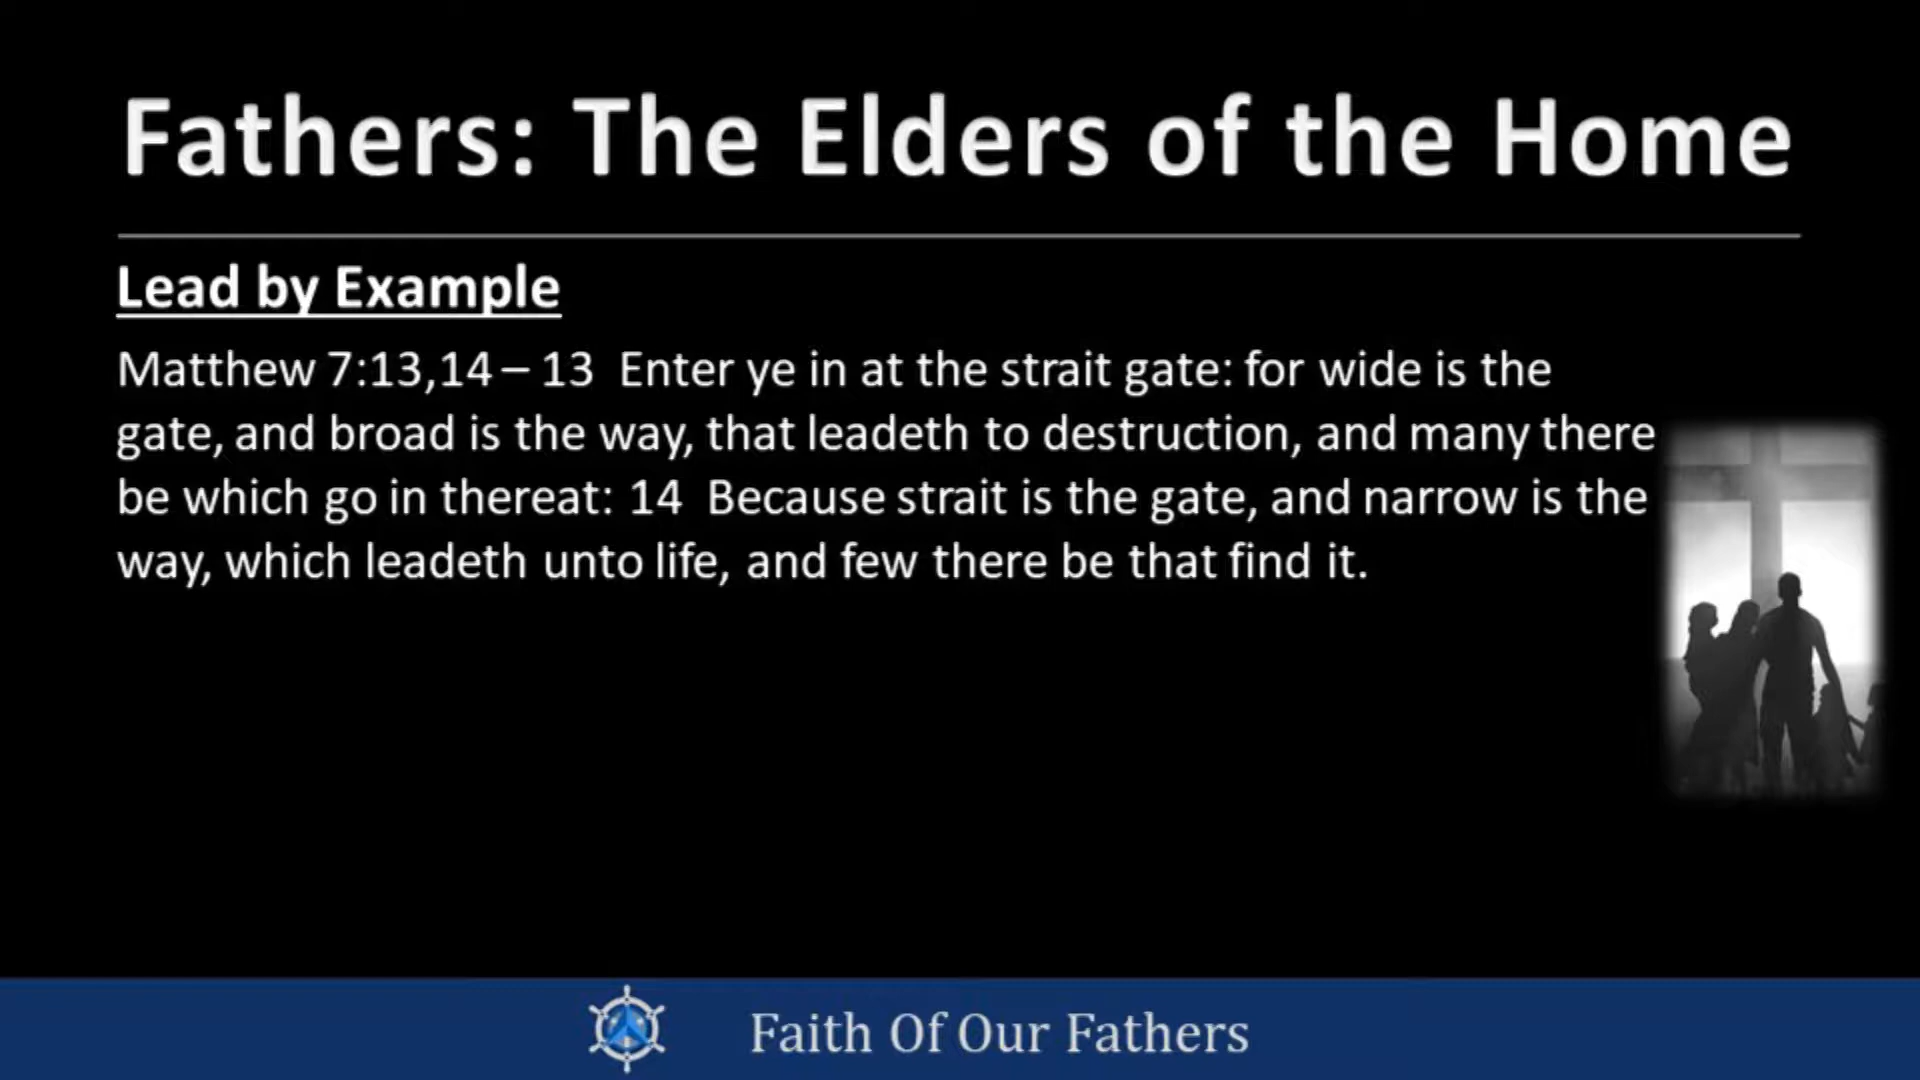 Fathers: The Elders of the Home
Lead by Example
Matthew 7:13,14 – 13  Enter ye in at the strait gate: for wide is the
gate, and broad is the way, that leadeth to destruction, and many there
be which go in thereat: 14  Because strait is the gate, and narrow is the
way, which leadeth unto life, and few there be that find it.
Faith Of Our Fathers